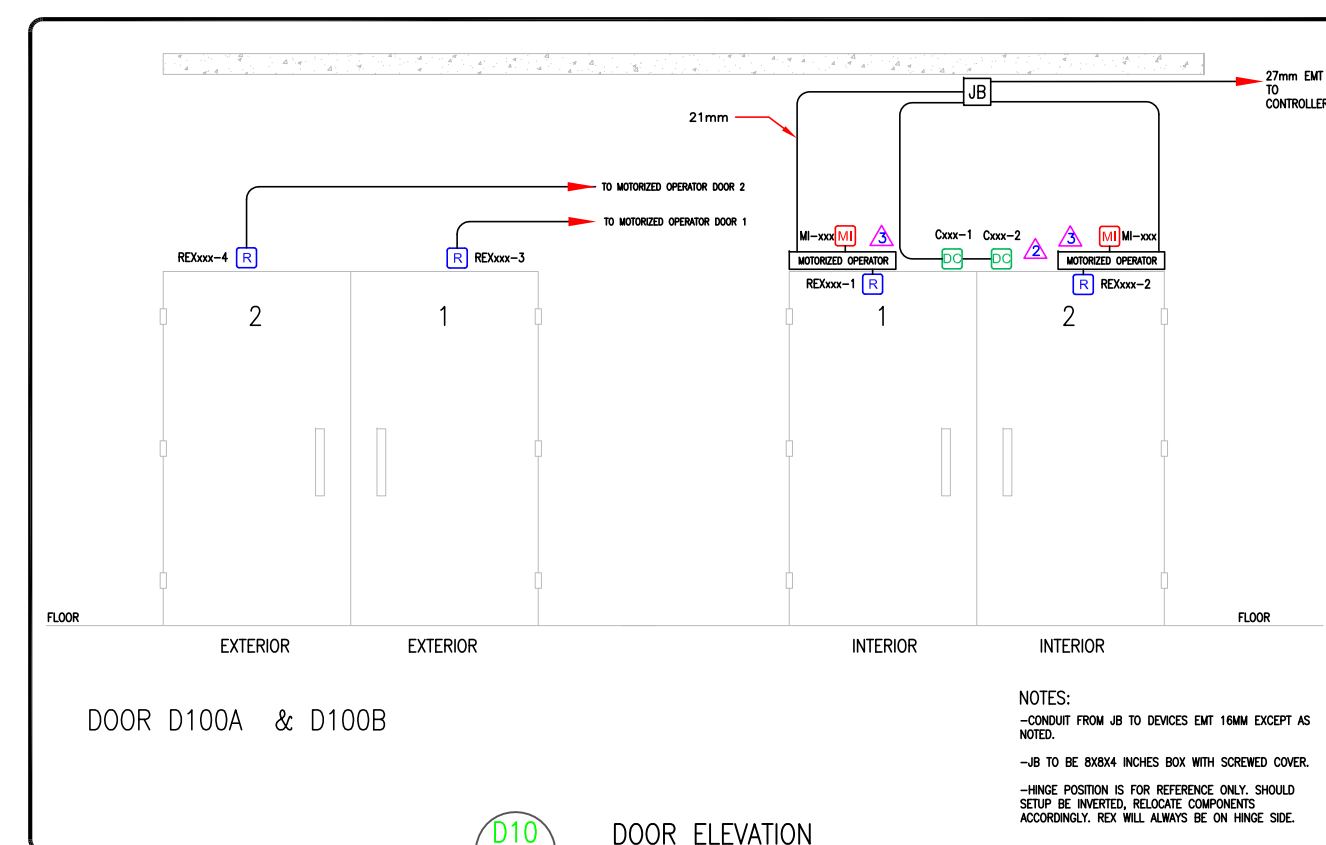 27mm EMT
TO
CONTROLLER
JB
21mm
TO MOTORIZED OPERATOR DOOR 2
TO MOTORIZED OPERATOR DOOR 1
REXxxx-4 R
R REXxxx-3
MI-xxx MI 3
Cxxx-1 Cxxx-2
3 MI MI-xxx
2
DC DC
MOTORIZED OPERATOR
MOTORIZED OPERATOR
REXxxx-1 R
R REXxxx-2
2 1 1 2
FLOOR
FLOOR
EXTERIOR EXTERIOR
INTERIOR INTERIOR
DOOR D100A & D100B
NOTES:
-CONDUIT FROM JB TO DEVICES EMT 16MM EXCEPT AS
NOTED.
-JB TO BE 8X8X4 INCHES BOX WITH SCREWED COVER.
-HINGE POSITION IS FOR REFERENCE ONLY. SHOULD
SETUP BE INVERTED, RELOCATE COMPONENTS
ACCORDINGLY. REX WILL ALWAYS BE ON HINGE SIDE.
D10
DOOR ELEVATION